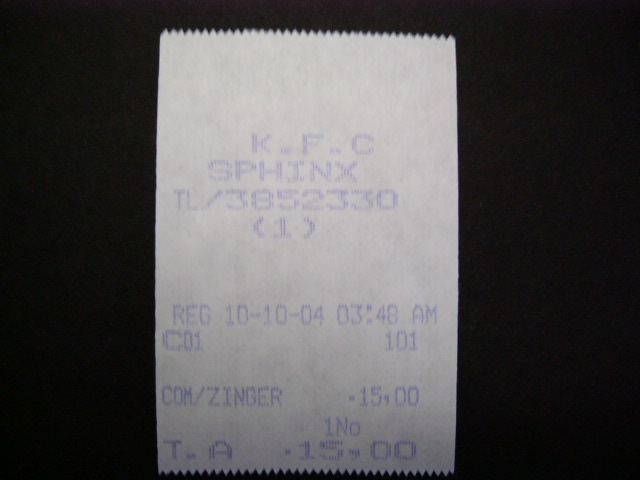 K.F.C
SPHINX
TL/3852330
(1)
REG 10-10-04 03:48 AM
C01 101
COM/ZINGER .15,00
1No
T.A .15,00